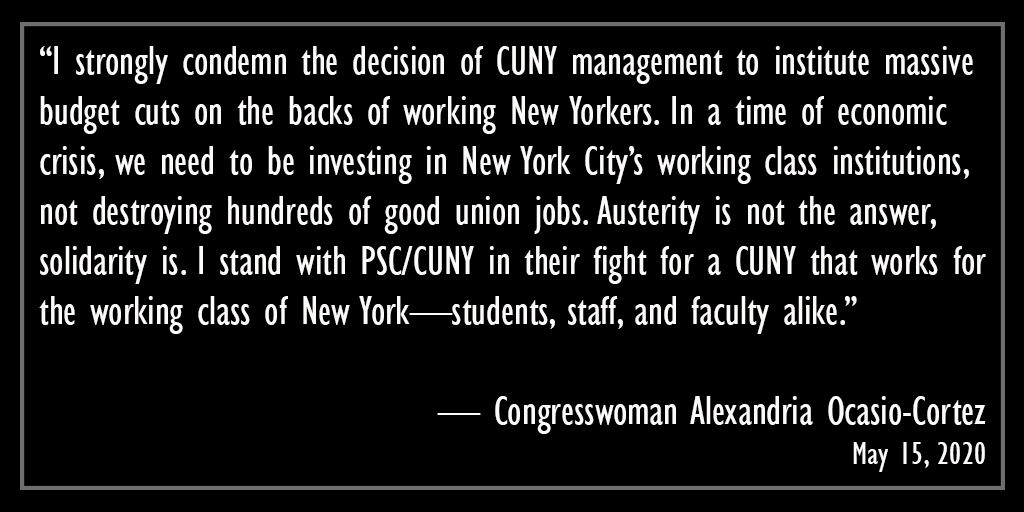 “I strongly condemn the decision of CUNY management to institute massive
budget cuts on the backs of working New Yorkers. In a time of economic
crisis, we need to be investing in New York City’s working class institutions,
not destroying hundreds of good union jobs. Austerity is not the answer,
solidarity is. I stand with PSC/CUNY in their fight for a CUNY that works for
the working class of New York—students, staff, and faculty alike.”
— Congresswoman Alexandria Ocasio-Cortez
May 15, 2020